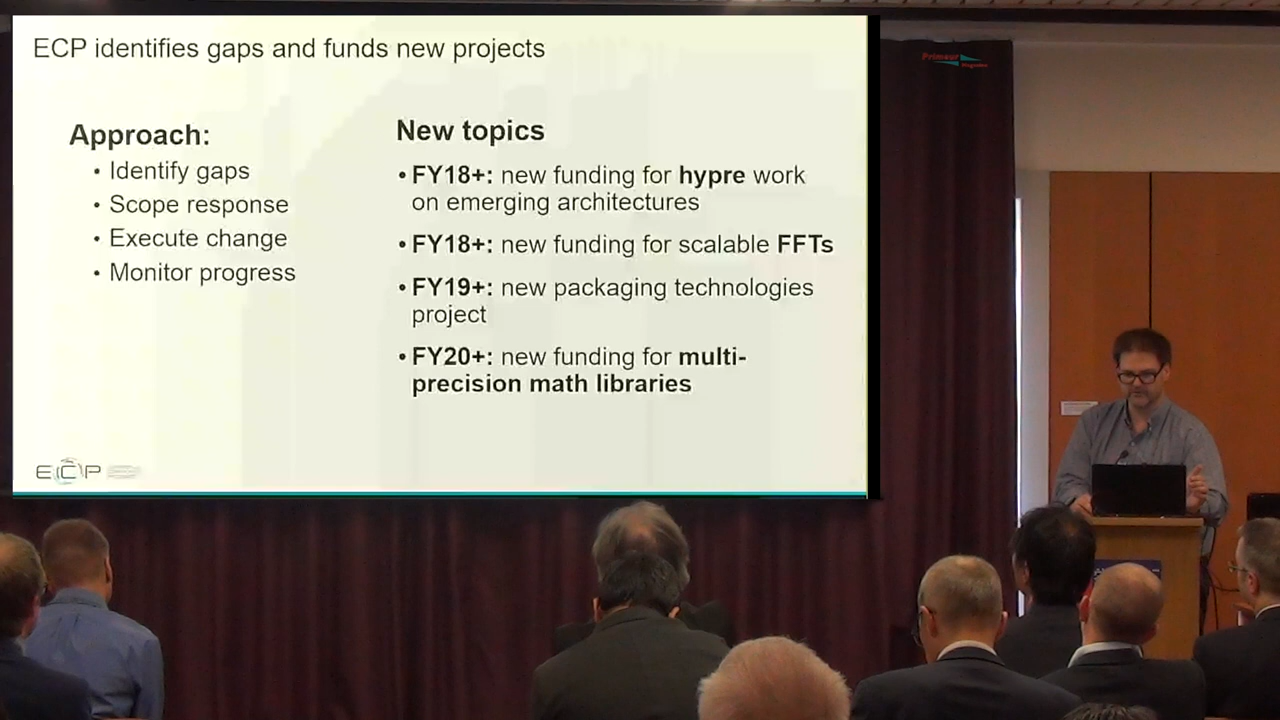 ECP identifies gaps and funds new projects
Approach:
• Identify gaps
• Scope response
• Execute change
• Monitor progress
New topics
• FY18+: new funding for hypre work
on emerging architectures
• FY18+: new funding for scalable FFTs
• FY19+: new packaging technologies
project
• FY20+: new funding for multi-
precision math libraries
ECP
Primeur
Magazine